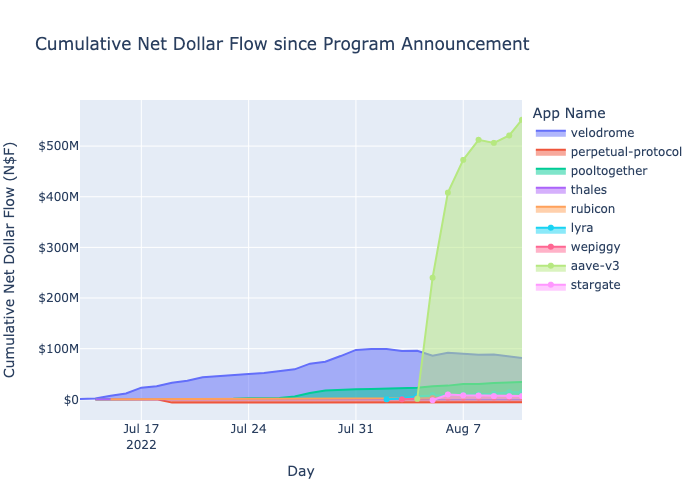 Cumulative Net Dollar Flow since Program Announcement
Cumulative Net Dollar Flow (N$F)
$500M
$400M
$300M
$200M
$100M
$0
Jul 17
2022
Jul 24
Jul 31
Aug 7
Day
App Name
velodrome
perpetual-protocol
pooltogether
thales
rubicon
lyra
wepiggy
aave-v3
stargate